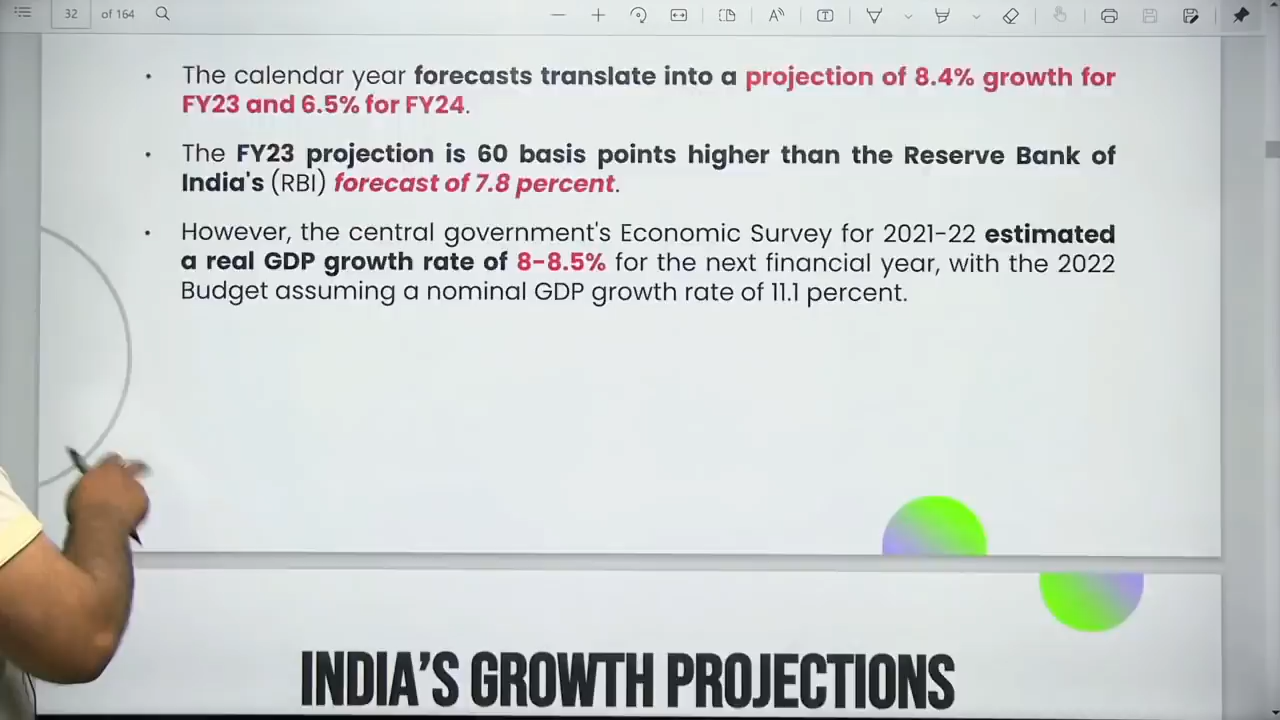 32 of 164
• The calendar year forecasts translate into a projection of 8.4% growth for
FY23 and 6.5% for FY24.
• The FY23 projection is 60 basis points higher than the Reserve Bank of
India's (RBI) forecast of 7.8 percent.
• However, the central government's Economic Survey for 2021-22 estimated
a real GDP growth rate of 8-8.5% for the next financial year, with the 2022
Budget assuming a nominal GDP growth rate of 11.1 percent.
INDIA'S GROWTH PROJECTIONS